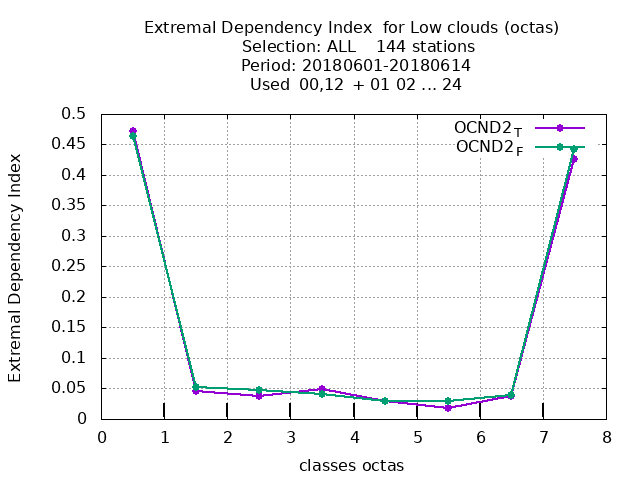 Extremal Dependency Index  for Low clouds (octas)
Selection: ALL    144 stations
Period: 20180601-20180614
Used  00,12  + 01 02 ... 24
OCND2_T
OCND2_F
Extremal Dependency Index
0.5
0.45
0.4
0.35
0.3
0.25
0.2
0.15
0.1
0.05
0
0 1 2 3 4 5 6 7 8
classes octas